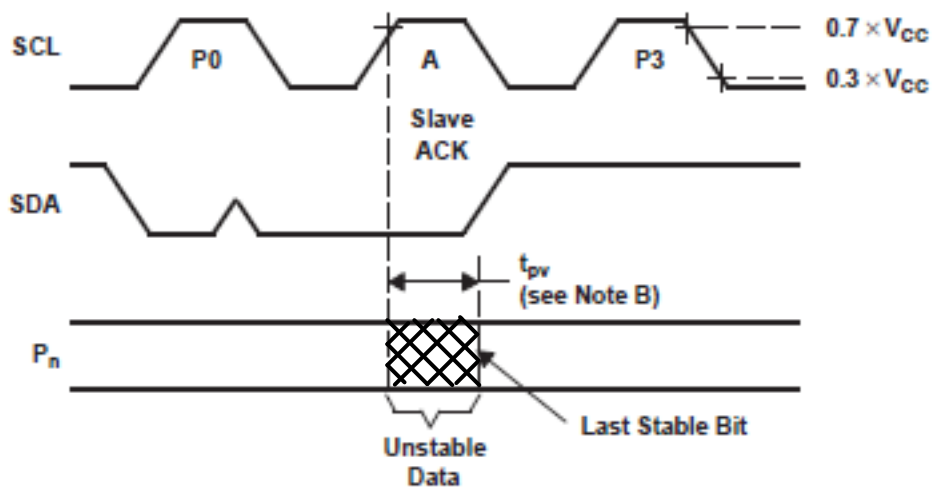 SCL
P0
A
P3
0.7 × VCC
0.3 × VCC
Slave
ACK
SDA
tpv
(see Note B)
Pn
Last Stable Bit
Unstable
Data